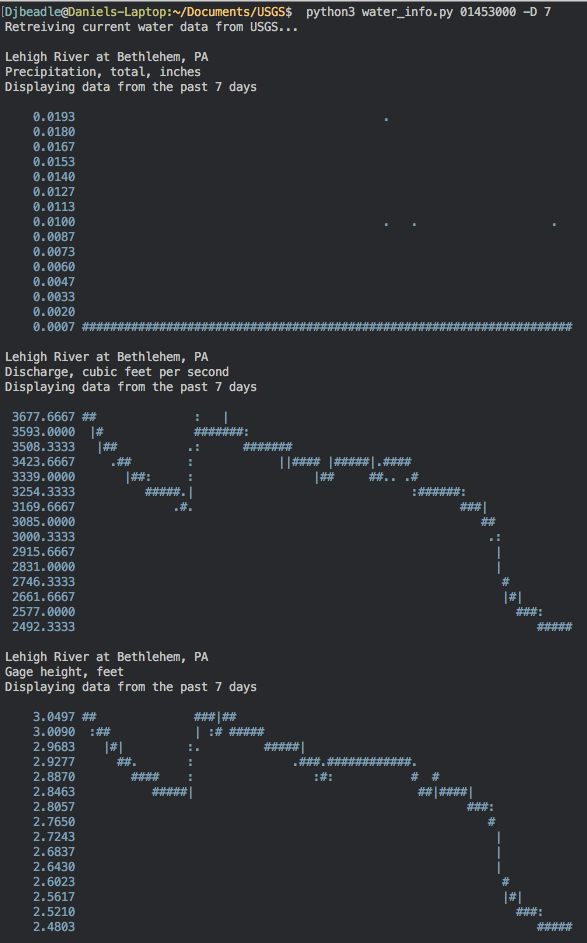 [Djbeadle@Daniels-Laptop:~/Documents/USGS$  python3 water_info.py 01453000 -D 7
Retreiving current water data from USGS...

Lehigh River at Bethlehem, PA
Precipitation, total, inches
Displaying data from the past 7 days

    0.0193                                            .
    0.0180
    0.0167
    0.0153
    0.0140
    0.0127
    0.0113
    0.0100                                            .   .                   .
    0.0087
    0.0073
    0.0060
    0.0047
    0.0033
    0.0020
    0.0007 ######################################################################

Lehigh River at Bethlehem, PA
Discharge, cubic feet per second
Displaying data from the past 7 days

 3677.6667 ##              :   |
 3593.0000  |#             #######:
 3508.3333   |##          .:      #######
 3423.6667     .##        :            ||#### |#####|.####
 3339.0000       |##:     :                 |##     ##.. .#
 3254.3333          #####.|                               :######:
 3169.6667              .#.                                      ###|
 3085.0000                                                          ##
 3000.3333                                                           .:
 2915.6667                                                            |
 2831.0000                                                            |
 2746.3333                                                             #
 2661.6667                                                             |#|
 2577.0000                                                               ###:
 2492.3333                                                                  #####

Lehigh River at Bethlehem, PA
Gage height, feet
Displaying data from the past 7 days

    3.0497 ##              ###|##
    3.0090  :##            | :# #####
    2.9683    |#|         :.         #####|
    2.9277      ##.       :              .###.############.
    2.8870        ####    :                 :#:           #  #
    2.8463           #####|                                ##|####|
    2.8057                                                        ###:
    2.7650                                                           #
    2.7243                                                            |
    2.6837                                                            |
    2.6430                                                            |
    2.6023                                                             #
    2.5617                                                             |#|
    2.5210                                                               ###:
    2.4803                                                                  #####